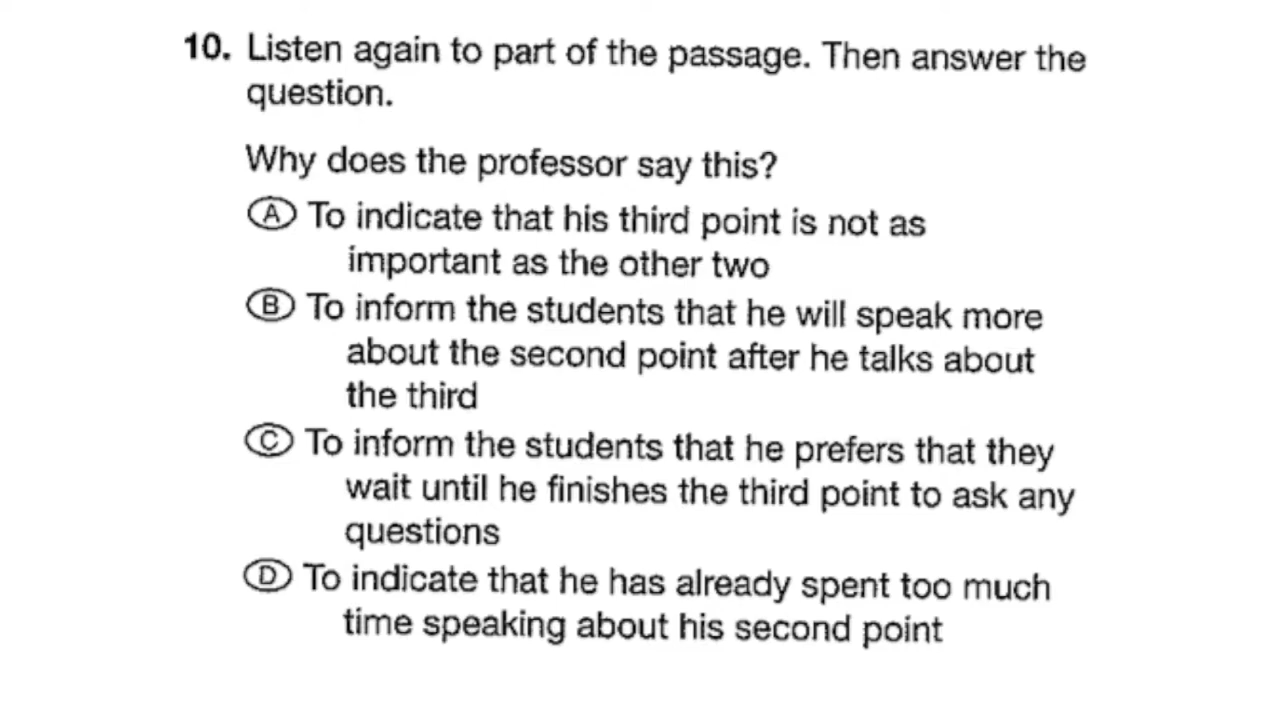 10. Listen again to part of the passage. Then answer the
question.
Why does the professor say this?
A To indicate that his third point is not as
important as the other two
B To inform the students that he will speak more
about the second point after he talks about
the third
C To inform the students that he prefers that they
wait until he finishes the third point to ask any
questions
D To indicate that he has already spent too much
time speaking about his second point